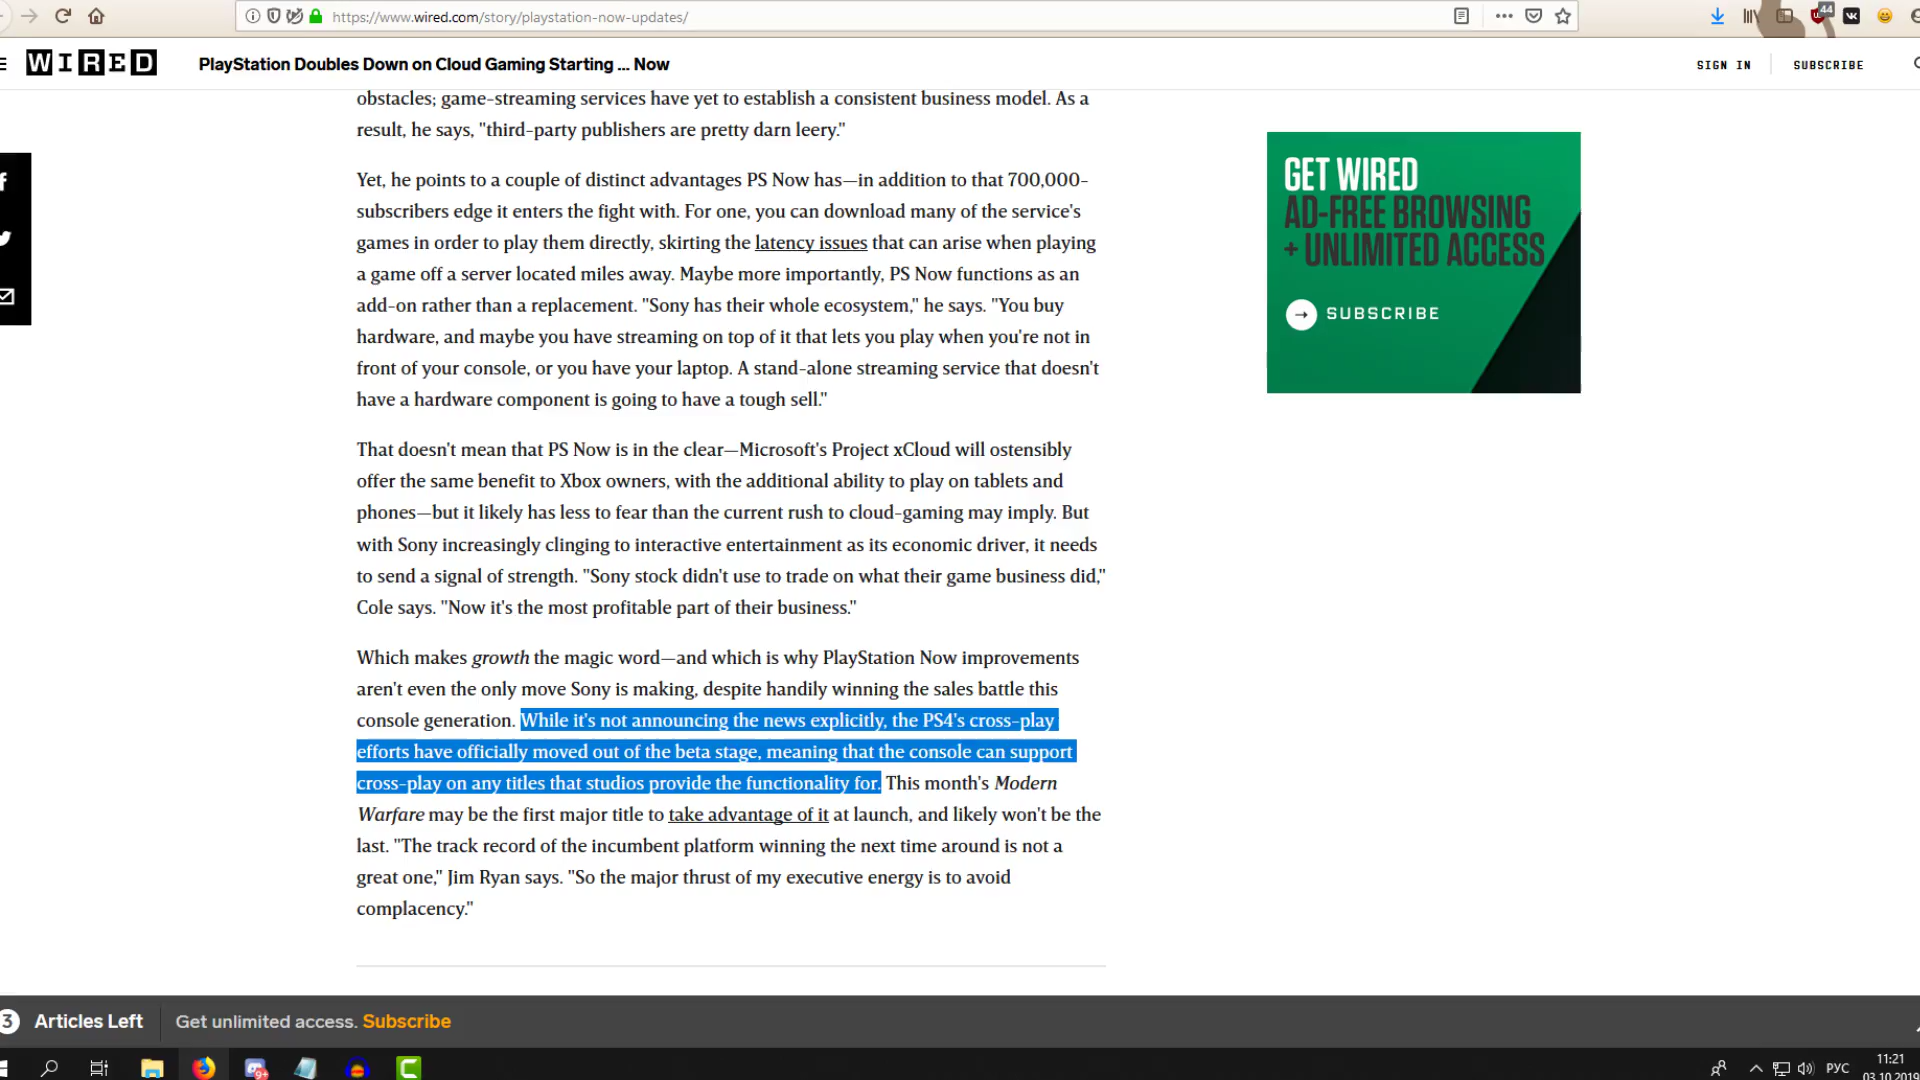 https://www.wired.com/story/playstation-now-updates/
44
WIRED
PlayStation Doubles Down on Cloud Gaming Starting ... Now
SIGN IN
SUBSCRIBE
obstacles; game-streaming services have yet to establish a consistent business model. As a
result, he says, "third-party publishers are pretty darn leery."
Yet, he points to a couple of distinct advantages PS Now has—in addition to that 700,000-
subscribers edge it enters the fight with. For one, you can download many of the service's
games in order to play them directly, skirting the latency issues that can arise when playing
a game off a server located miles away. Maybe more importantly, PS Now functions as an
add-on rather than a replacement. "Sony has their whole ecosystem," he says. "You buy
hardware, and maybe you have streaming on top of it that lets you play when you're not in
front of your console, or you have your laptop. A stand-alone streaming service that doesn't
have a hardware component is going to have a tough sell."
That doesn't mean that PS Now is in the clear—Microsoft's Project xCloud will ostensibly
offer the same benefit to Xbox owners, with the additional ability to play on tablets and
phones—but it likely has less to fear than the current rush to cloud-gaming may imply. But
with Sony increasingly clinging to interactive entertainment as its economic driver, it needs
to send a signal of strength. "Sony stock didn't use to trade on what their game business did,"
Cole says. "Now it's the most profitable part of their business."
Which makes growth the magic word—and which is why PlayStation Now improvements
aren't even the only move Sony is making, despite handily winning the sales battle this
console generation. While it's not announcing the news explicitly, the PS4's cross-play
efforts have officially moved out of the beta stage, meaning that the console can support
cross-play on any titles that studios provide the functionality for. This month's Modern
Warfare may be the first major title to take advantage of it at launch, and likely won't be the
last. "The track record of the incumbent platform winning the next time around is not a
great one," Jim Ryan says. "So the major thrust of my executive energy is to avoid
complacency."
GET WIRED
AD-FREE BROWSING
+ UNLIMITED ACCESS
SUBSCRIBE
3 Articles Left
Get unlimited access. Subscribe
9+
РУС
11:21
03.10.2019